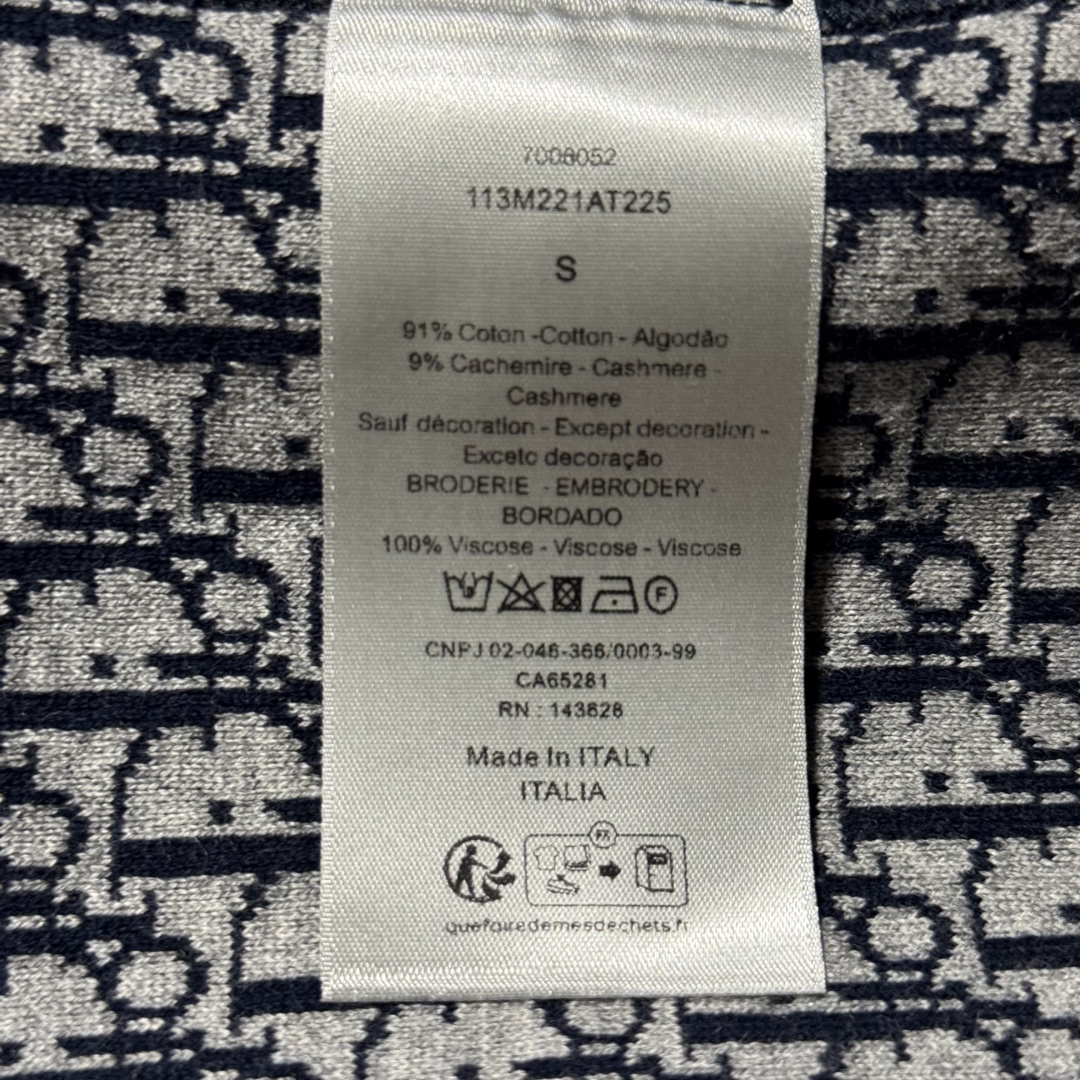 7008052
113M221AT225
S
91% Coton -Cotton - Algodão
9% Cachemire - Cashmere -
Cashmere
Sauf décoration - Except decoration -
Exceto decoração
BRODERIE - EMBRODERY -
BORDADO
100% Viscose - Viscose - Viscose
F
CNPJ 02-046-366/0003-99
CA65281
RN : 143628
Made In ITALY
ITALIA
FR
quefairedemesdechets.fr